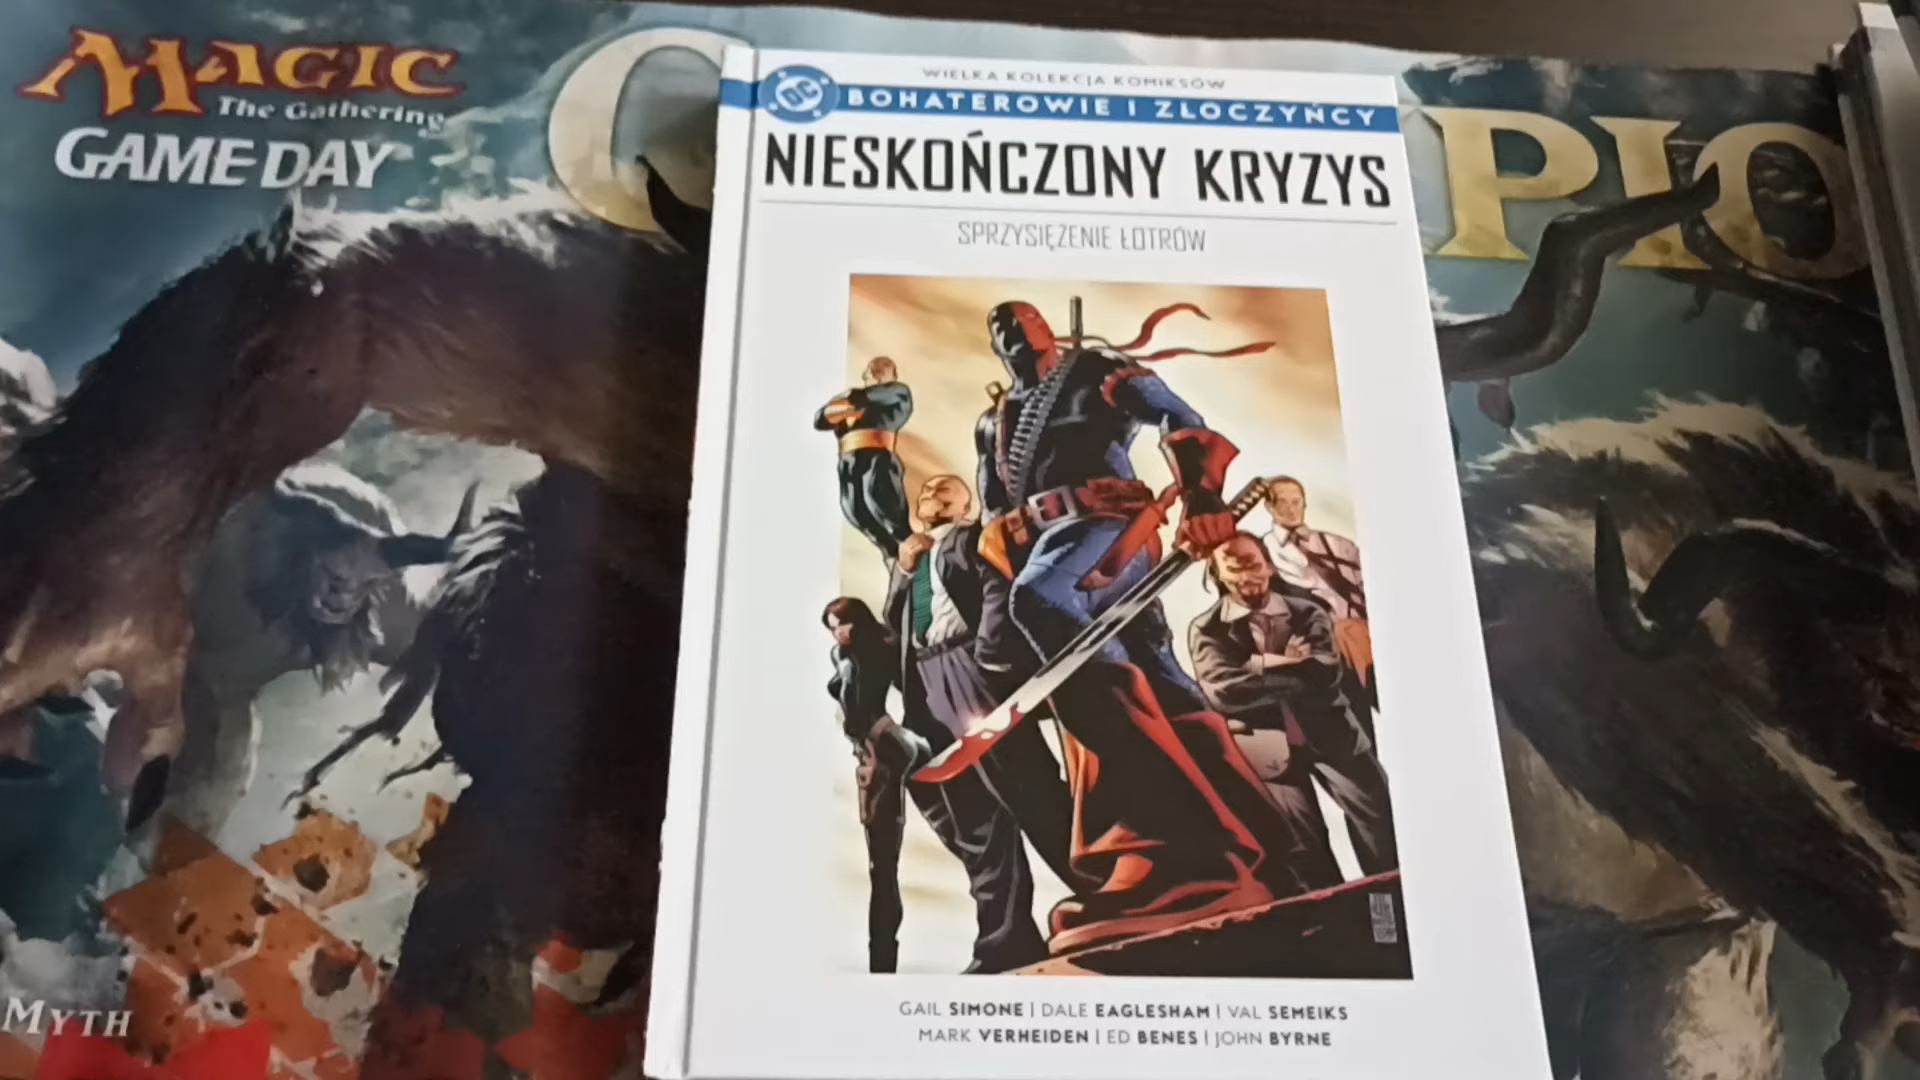 MAGIC
The Gathering
GAME DAY
C
PIO
WIELKA KOLEKCJA KOMIKSÓW
DC
BOHATEROWIE I ZŁOCZYŃCY
NIESKOŃCZONY KRYZYS
SPRZYSIĘŻENIE ŁOTRÓW
GAIL SIMONE | DALE EAGLESHAM | VAL SEMEIKS
MARK VERHEIDEN | ED BENES | JOHN BYRNE
MYTH